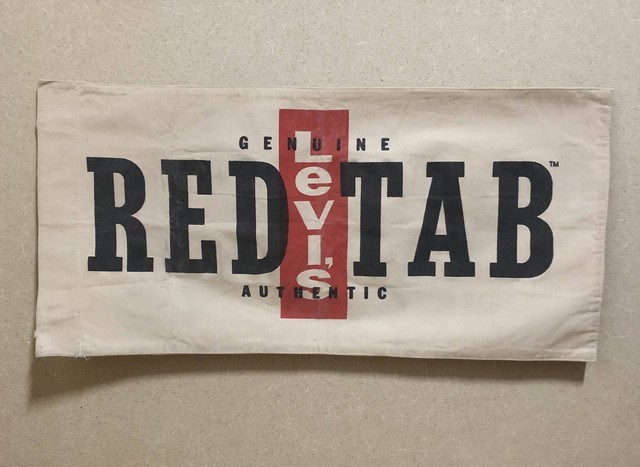 GENUINE
RED Levi's TAB™
AUTHENTIC